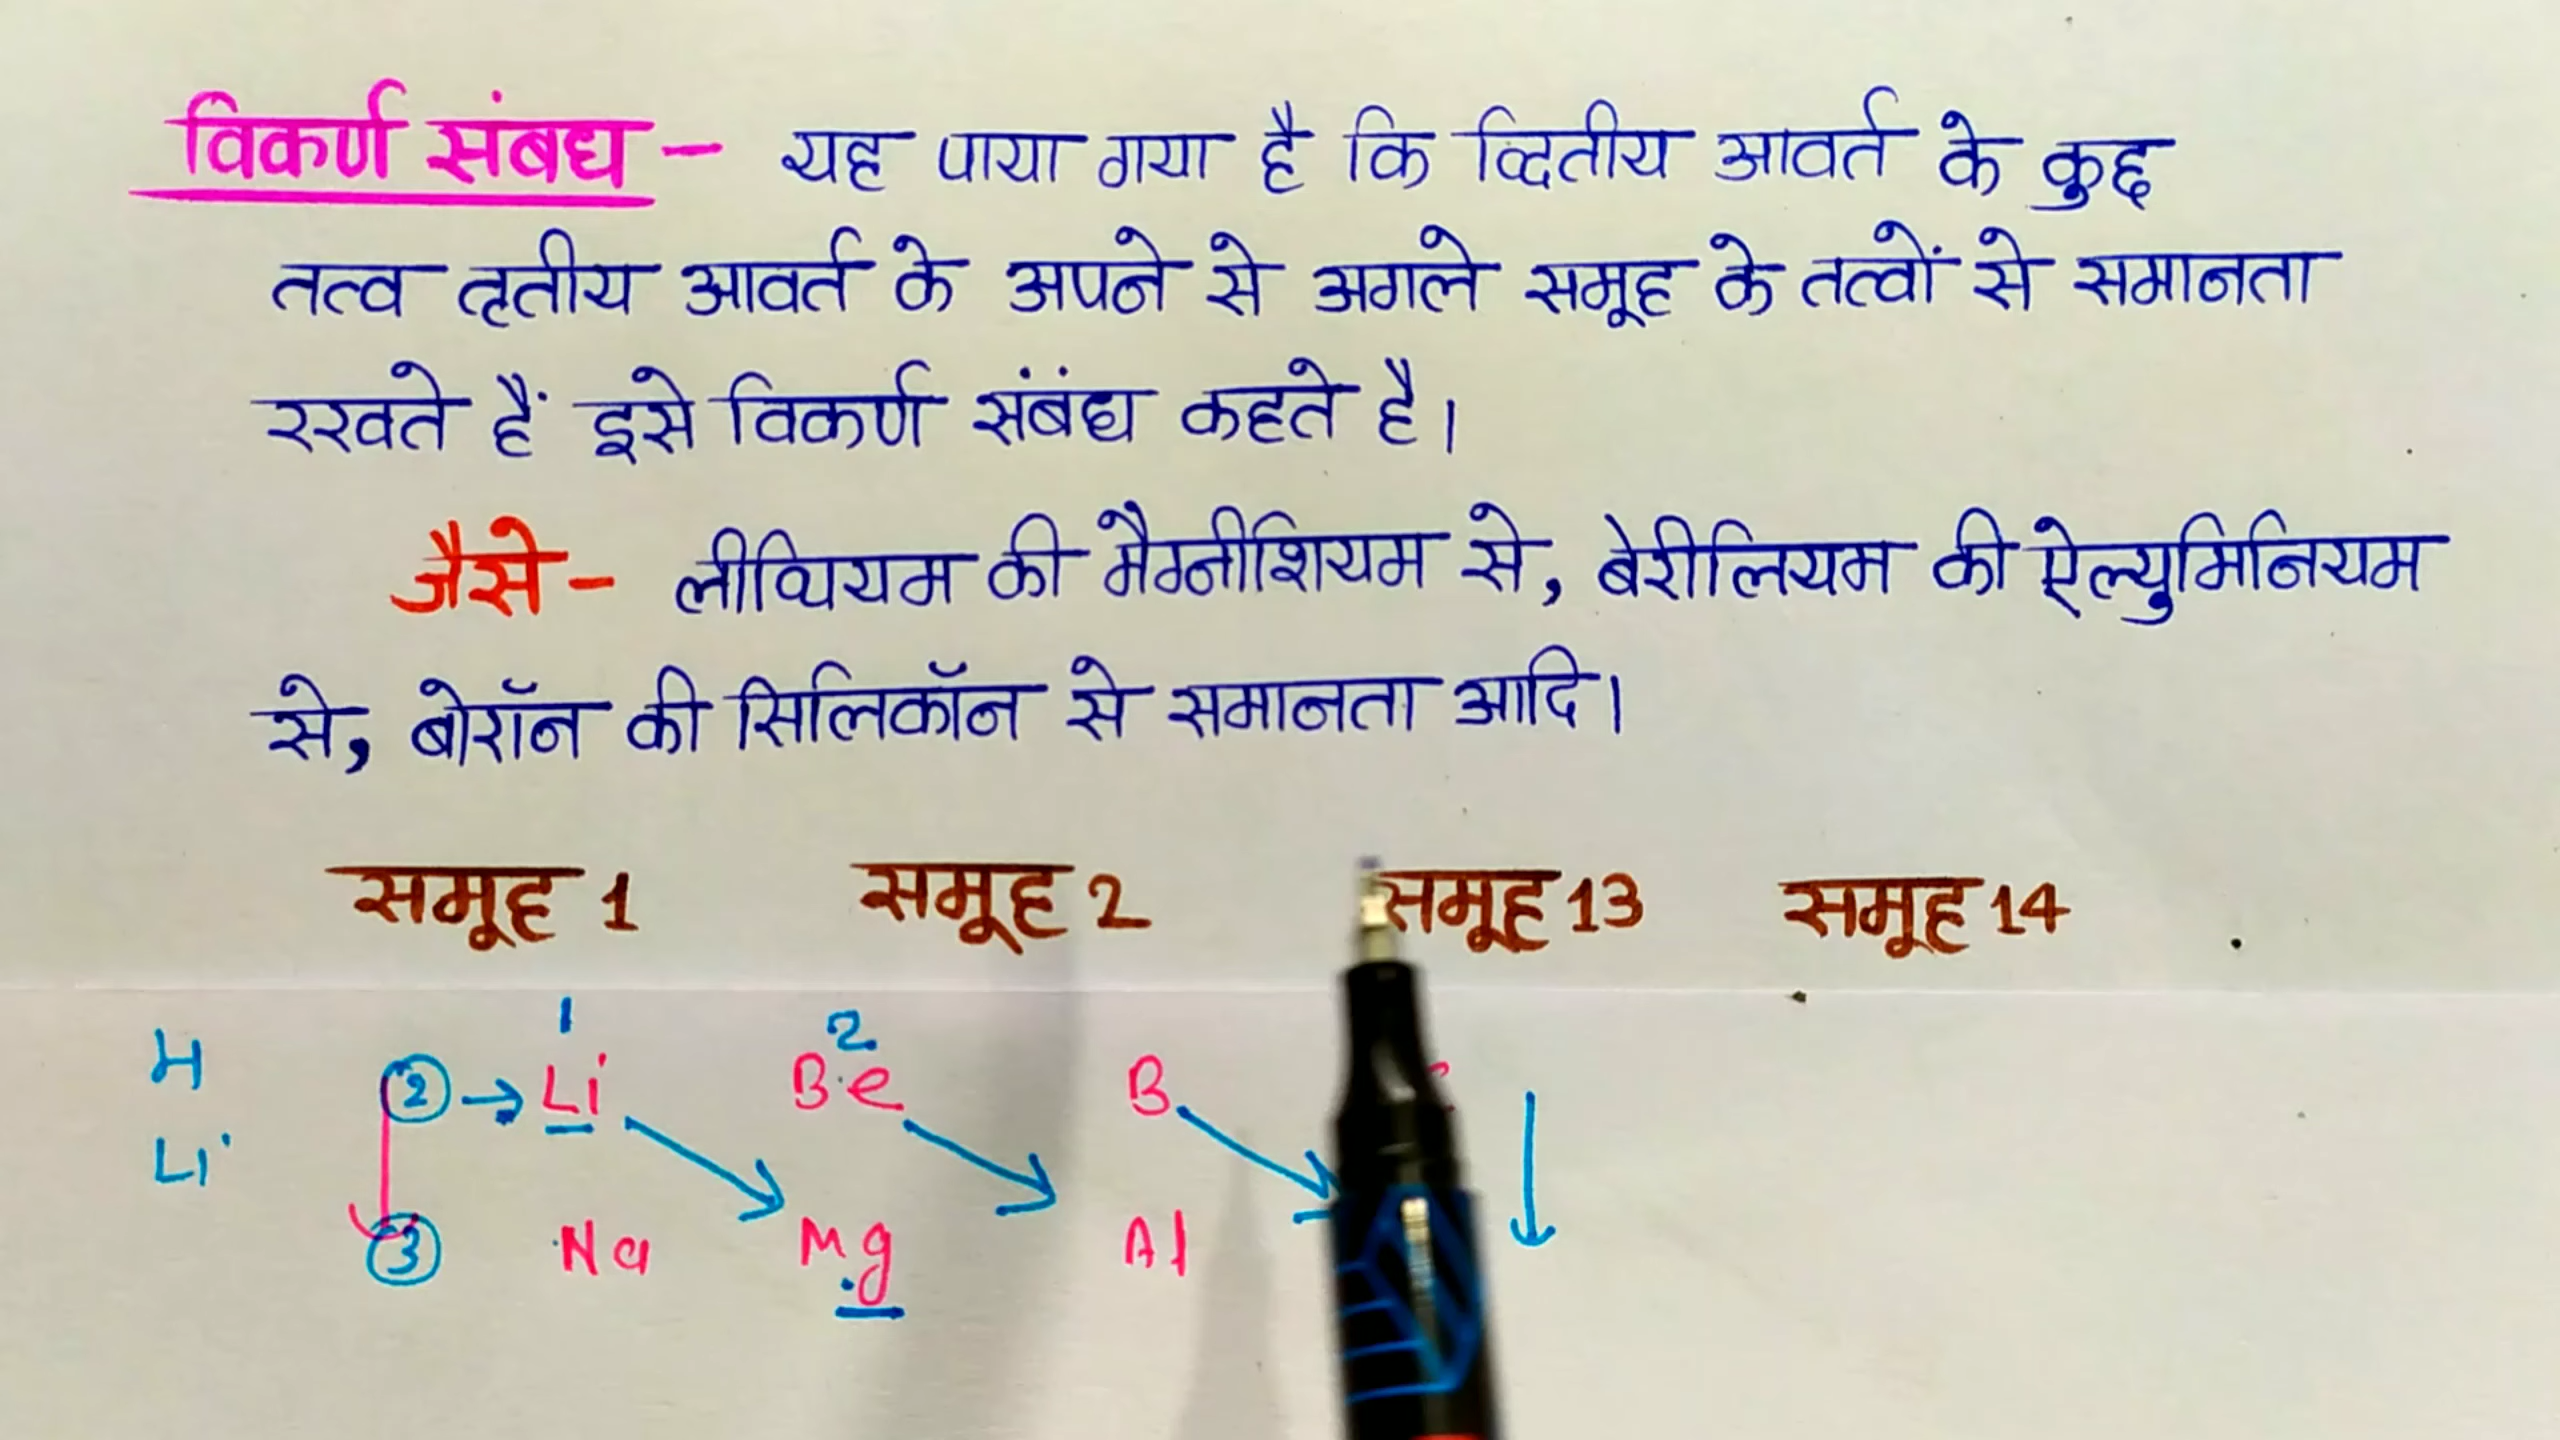 विकर्ण संबध - यह पाया गया है कि द्वितीय आवर्त के कुछ
तत्व तृतीय आवर्त के अपने से अगले समूह के तत्वों से समानता
रखते हैं इसे विकर्ण संबंध कहते है।
जैसे - लीथियम की मैग्नीशियम से, बेरीलियम की ऐल्युमिनियम
से, बोरॉन की सिलिकॉन से समानता आदि।
समूह 1 समूह 2 समूह 13 समूह 14
1 2
H 2 → Li Be B
Li
3 Na Mg Al